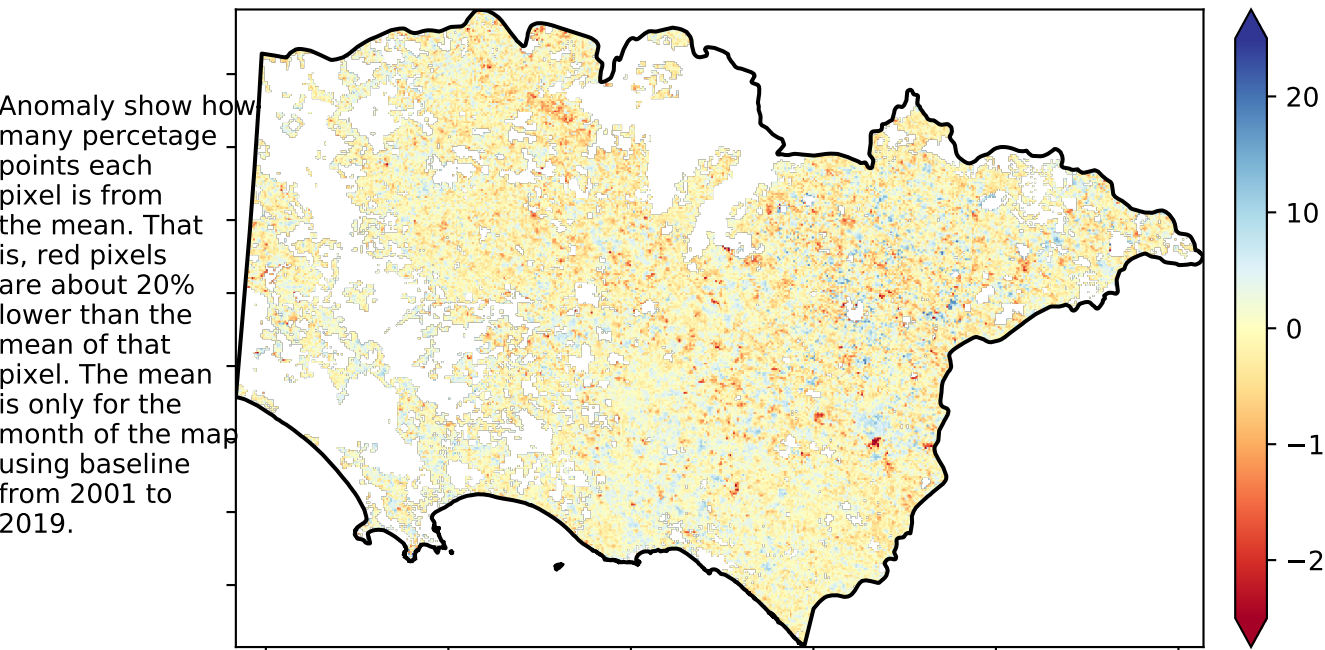 Anomaly show how
many percetage
points each
pixel is from
the mean. That
is, red pixels
are about 20%
lower than the
mean of that
pixel. The mean
is only for the
month of the map
using baseline
from 2001 to
2019.
20
10
0
−1
−2